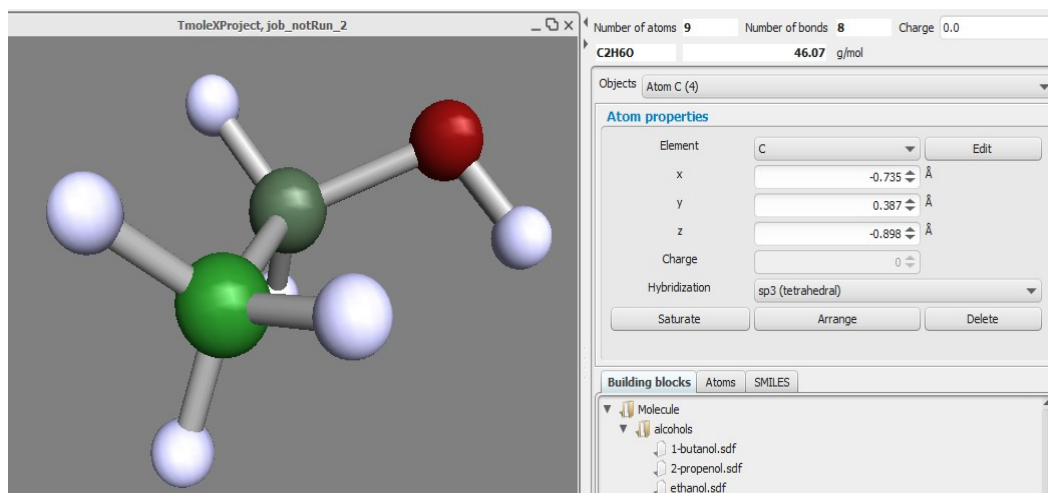 TmoleXProject, job_notRun_2
Number of atoms 9 Number of bonds 8 Charge 0.0
C2H6O 46.07 g/mol
Objects Atom C (4)
Atom properties
Element C Edit
x -0.735 Å
y 0.387 Å
z -0.898 Å
Charge 0
Hybridization sp3 (tetrahedral)
Saturate Arrange Delete
Building blocks Atoms SMILES
Molecule
alcohols
1-butanol.sdf
2-propenol.sdf
ethanol.sdf